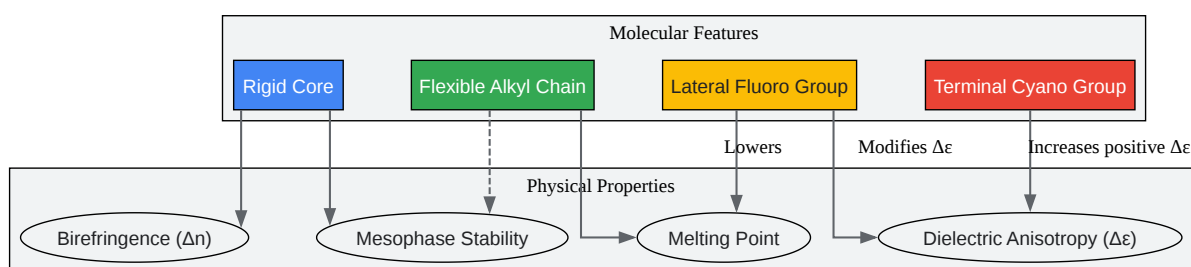 Molecular Features
Rigid Core
Flexible Alkyl Chain
Lateral Fluoro Group
Terminal Cyano Group
Lowers
Modifies Δε
Increases positive Δε
Physical Properties
Birefringence (Δn)
Mesophase Stability
Melting Point
Dielectric Anisotropy (Δε)